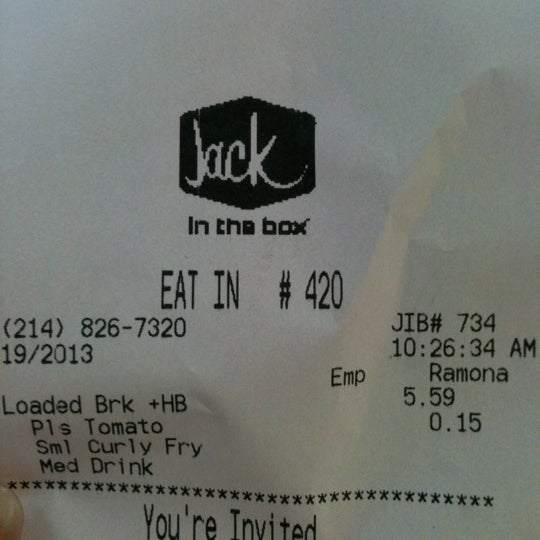 Jack
in the box
EAT IN # 420
(214) 826-7320 JIB# 734
19/2013 10:26:34 AM
Emp Ramona
Loaded Brk +HB 5.59
Pls Tomato 0.15
Sml Curly Fry
Med Drink
****************************************
You're Invited